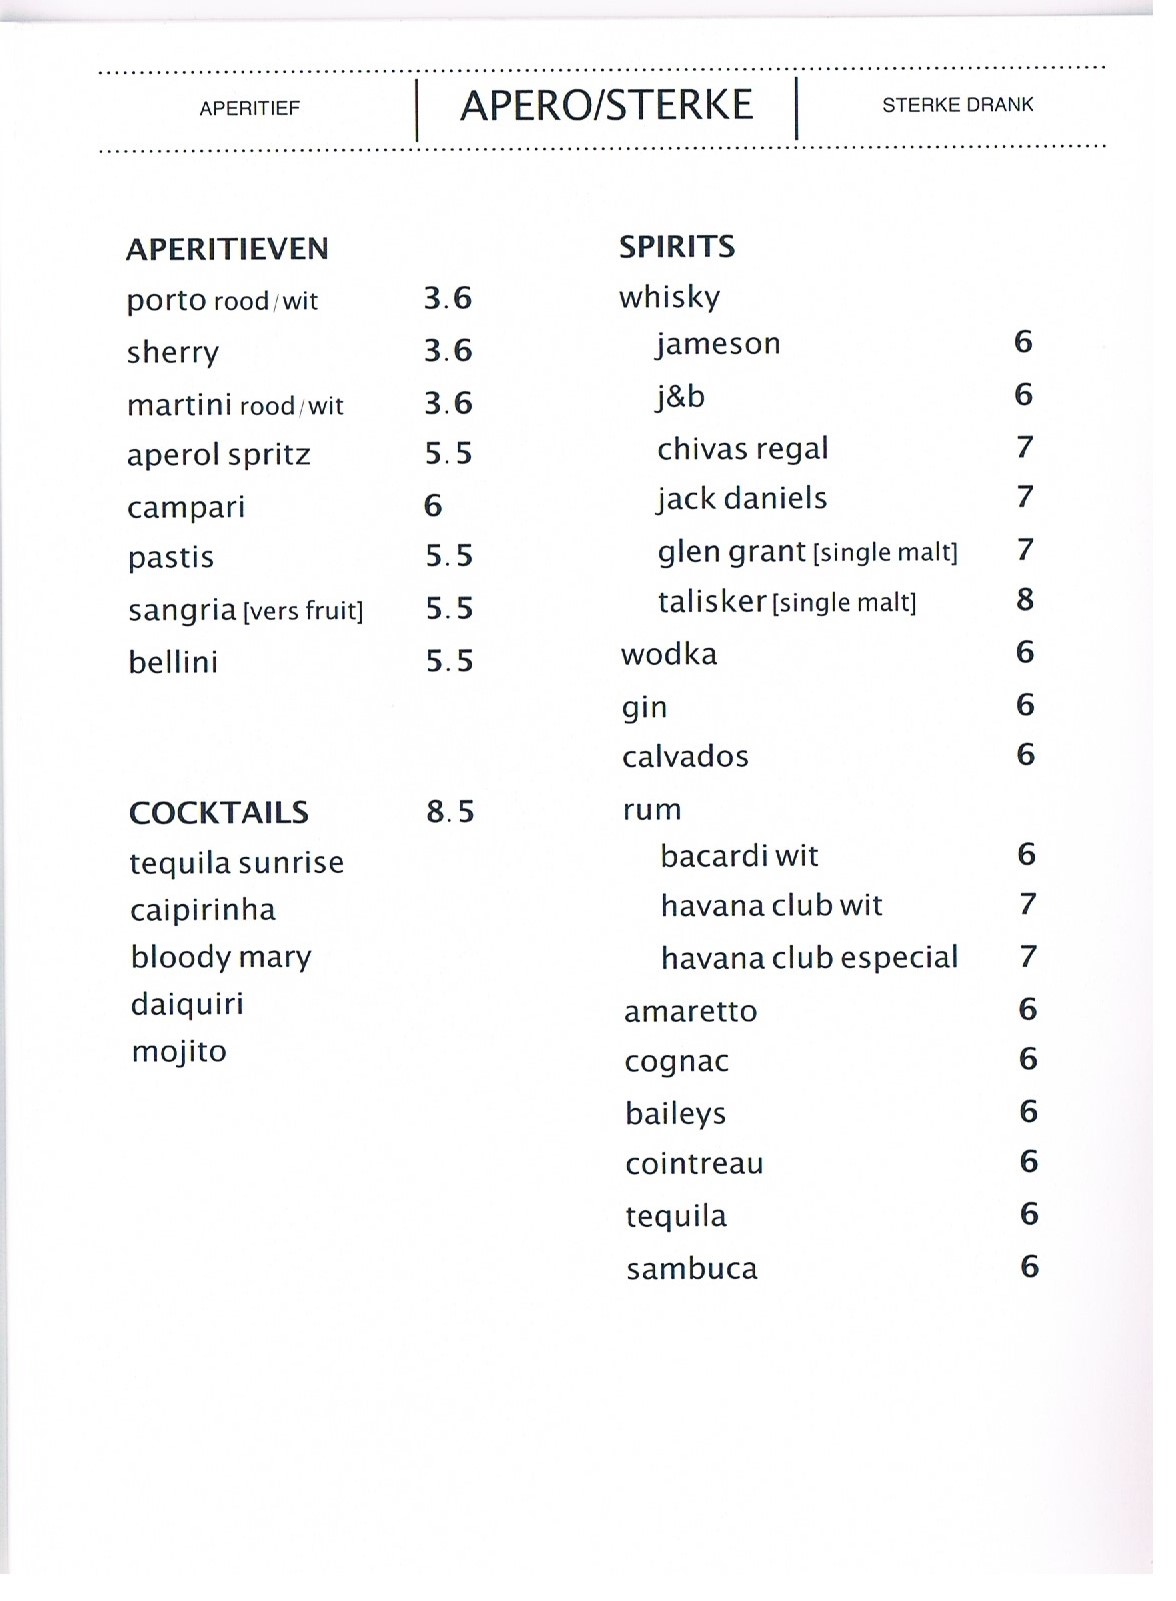 APERITIEF
APERO/STERKE
STERKE DRANK
APERITIEVEN
porto rood/wit 3.6
sherry 3.6
martini rood/wit 3.6
aperol spritz 5.5
campari 6
pastis 5.5
sangria [vers fruit] 5.5
bellini 5.5
COCKTAILS 8.5
tequila sunrise
caipirinha
bloody mary
daiquiri
mojito
SPIRITS
whisky
jameson 6
j&b 6
chivas regal 7
jack daniels 7
glen grant [single malt] 7
talisker [single malt] 8
wodka 6
gin 6
calvados 6
rum
bacardi wit 6
havana club wit 7
havana club especial 7
amaretto 6
cognac 6
baileys 6
cointreau 6
tequila 6
sambuca 6